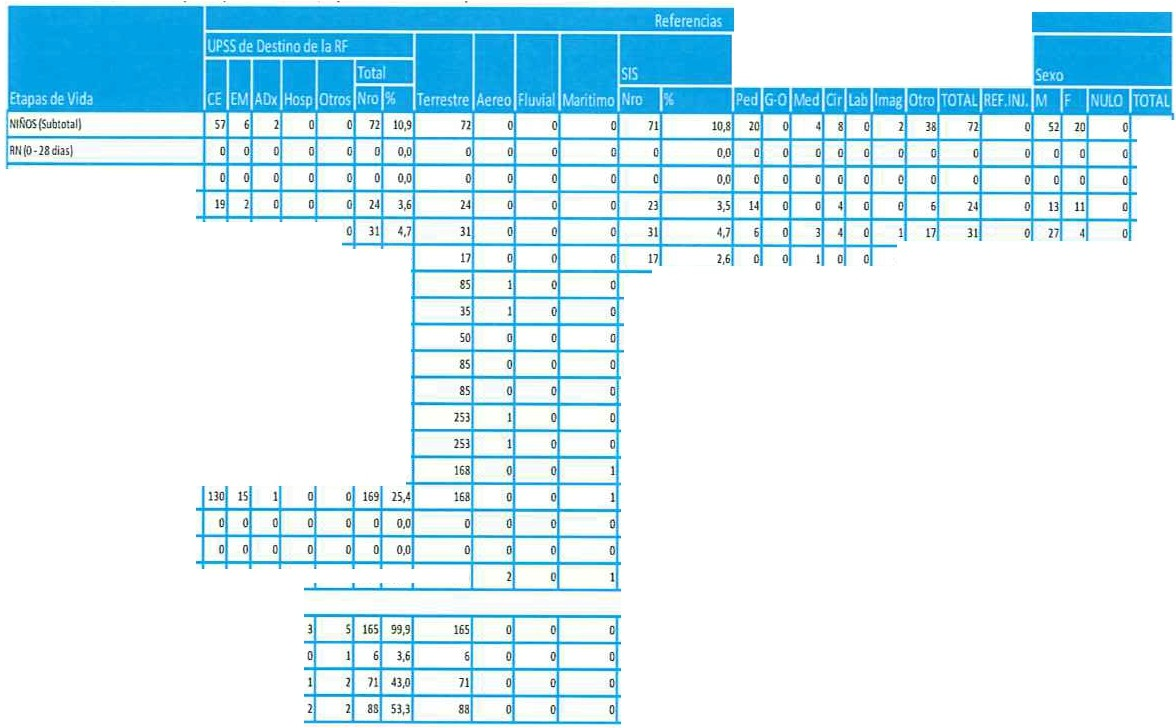 Referencias
UPSS de Destino de la RF
Total SIS Sexo
Etapas de Vida CE EM ADx Hosp Otros Nro % Terrestre Aereo Fluvial Maritimo Nro % Ped G-O Med Cir Lab Imag Otro TOTAL REF.INJ. M F NULO TOTAL
NIÑOS (Subtotal) 57 6 2 0 0 72 10,9 72 0 0 0 71 10,8 20 0 4 8 0 2 38 72 0 52 20 0
RN (0 - 28 dias) 0 0 0 0 0 0 0,0 0 0 0 0 0 0,0 0 0 0 0 0 0 0 0 0 0 0 0
0 0 0 0 0 0 0,0 0 0 0 0 0 0,0 0 0 0 0 0 0 0 0 0 0 0 0
19 2 0 0 0 24 3,6 24 0 0 0 23 3,5 14 0 0 4 0 0 6 24 0 13 11 0
0 31 4,7 31 0 0 0 31 4,7 6 0 3 4 0 1 17 31 0 27 4 0
17 0 0 0 17 2,6 0 0 1 0 0
85 1 0 0
35 1 0 0
50 0 0 0
85 0 0 0
85 0 0 0
253 1 0 0
253 1 0 0
168 0 0 1
130 15 1 0 0 169 25,4 168 0 0 1
0 0 0 0 0 0 0,0 0 0 0 0
0 0 0 0 0 0 0,0 0 0 0 0
2 0 1
3 5 165 99,9 165 0 0 0
0 1 6 3,6 6 0 0 0
1 2 71 43,0 71 0 0 0
2 2 88 53,3 88 0 0 0